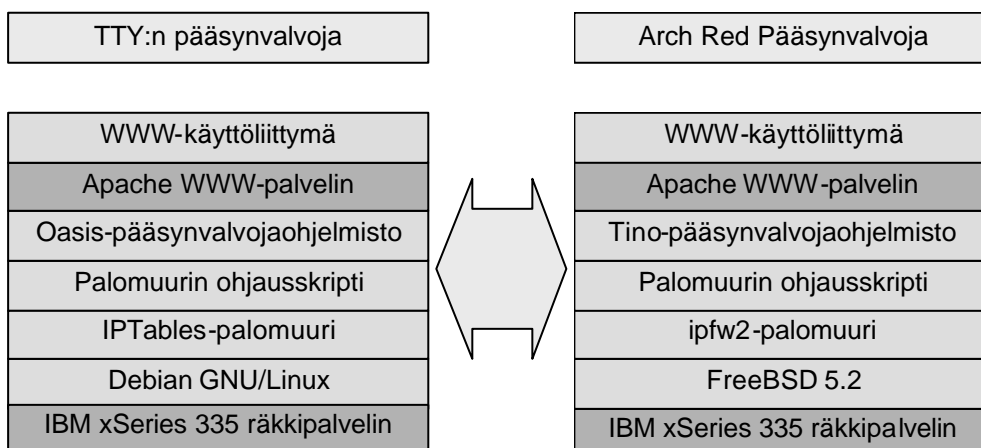 TTY:n pääsynvalvoja
WWW-käyttöliittymä
Apache WWW-palvelin
Oasis-pääsynvalvojaohjelmisto
Palomuurin ohjausskripti
IPTables-palomuuri
Debian GNU/Linux
IBM xSeries 335 räkkipalvelin
Arch Red Pääsynvalvoja
WWW-käyttöliittymä
Apache WWW-palvelin
Tino-pääsynvalvojaohjelmisto
Palomuurin ohjausskripti
ipfw2-palomuuri
FreeBSD 5.2
IBM xSeries 335 räkkipalvelin